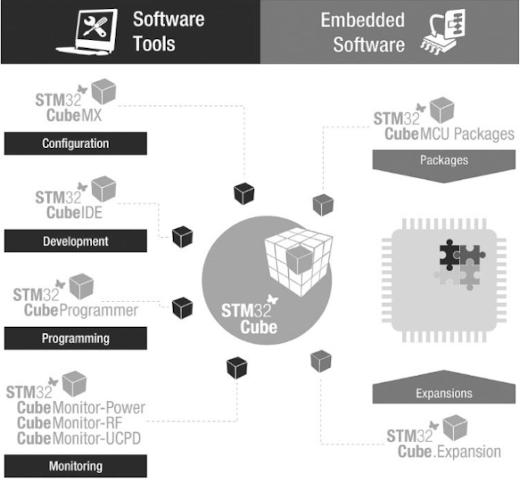 Software
Tools
Embedded
Software
STM32
CubeMX
Configuration
STM32
CubeIDE
Development
STM32
CubeProgrammer
Programming
STM32
CubeMonitor-Power
CubeMonitor-RF
CubeMonitor-UCPD
Monitoring
STM32
Cube
STM32
CubeMCU Packages
Packages
Expansions
STM32
Cube.Expansion